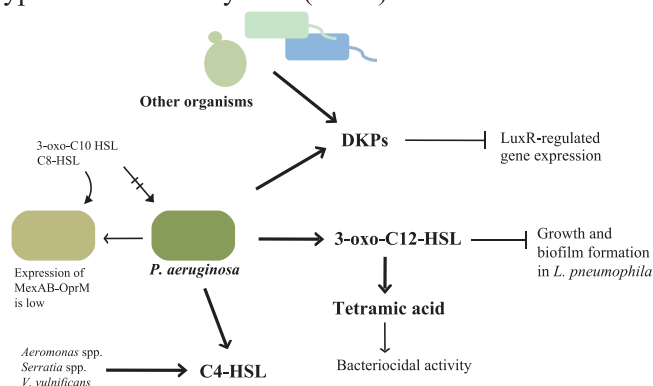 Other organisms
3-oxo-C10 HSL
C8-HSL
DKPs
LuxR-regulated
gene expression
P. aeruginosa
Expression of
MexAB-OprM
is low
3-oxo-C12-HSL
Growth and
biofilm formation
in L. pneumophila
Tetramic acid
Bacteriocidal activity
Aeromonas spp.
Serratia spp.
V. vulnificans
C4-HSL